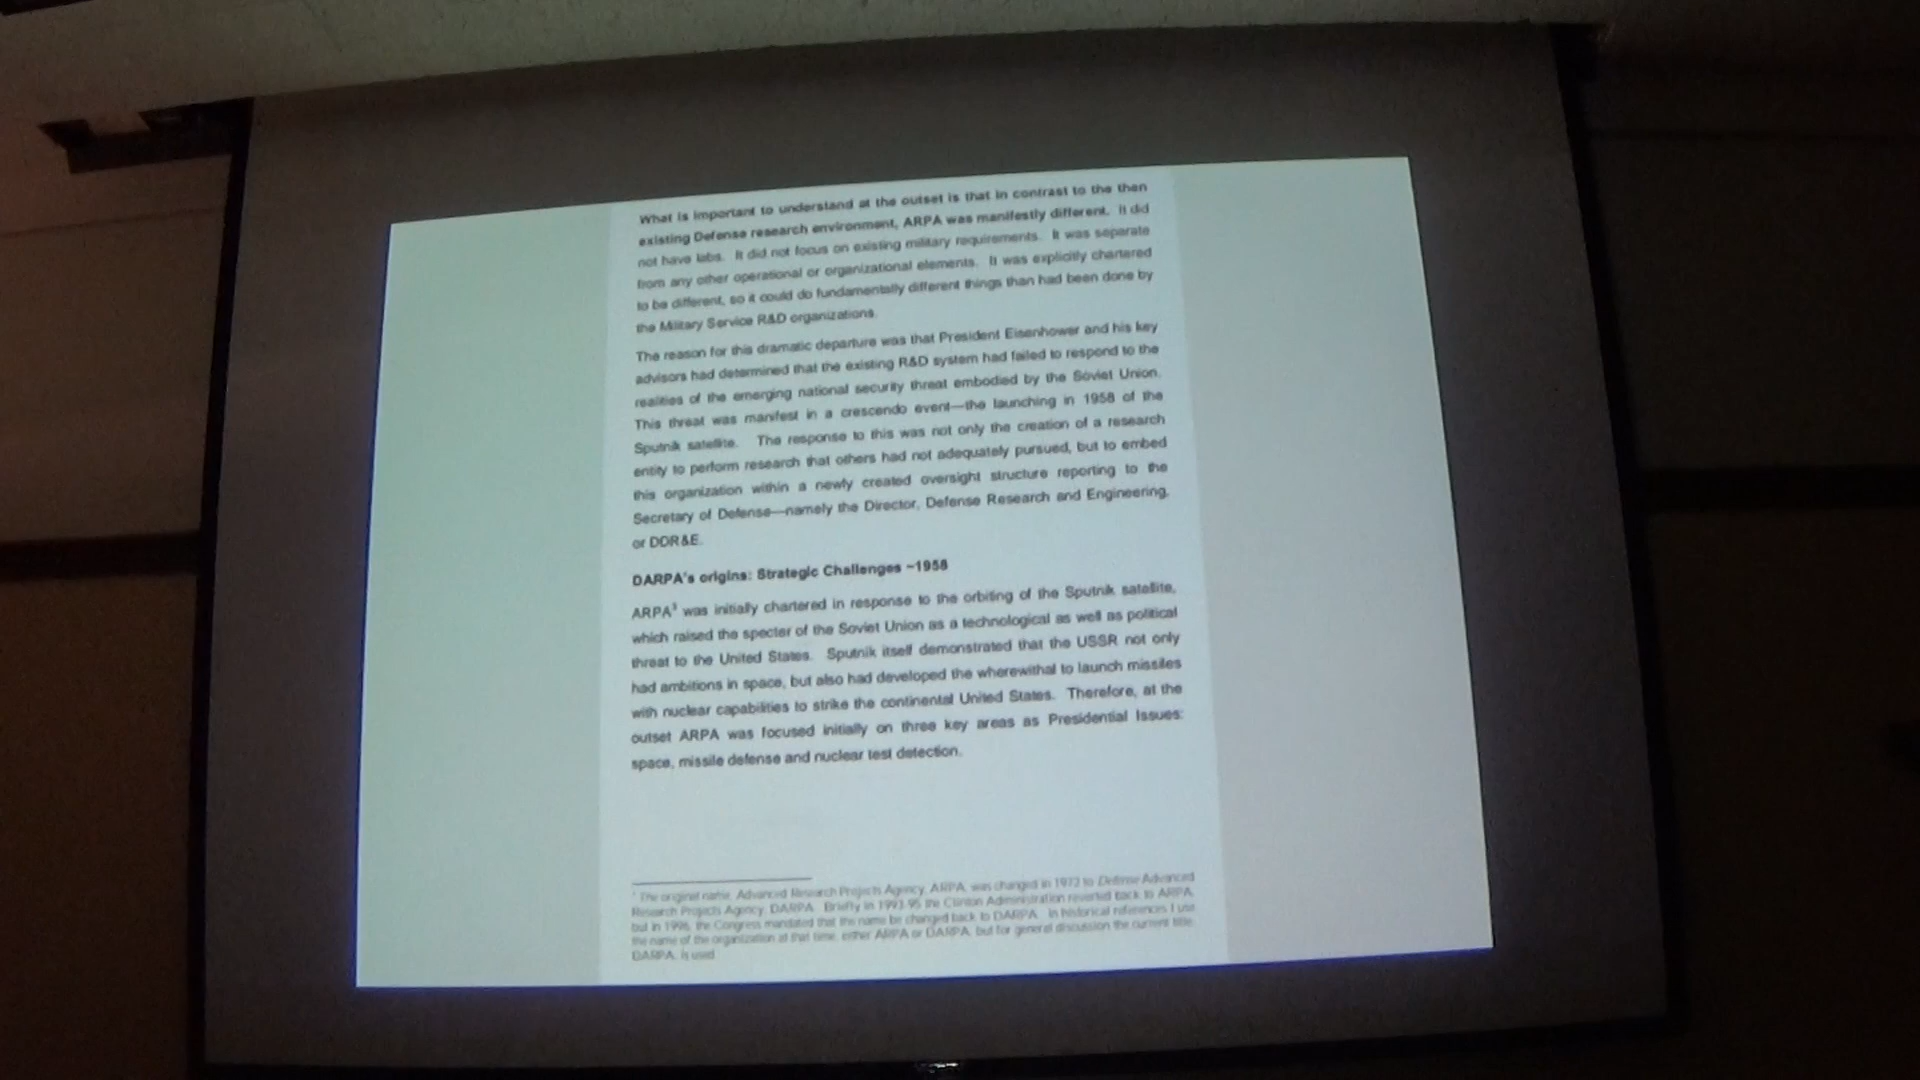 What is important to understand at the outset is that in contrast to the then
existing Defense research environment, ARPA was manifestly different. It did
not have labs. It did not focus on existing military requirements. It was separate
from any other operational or organizational elements. It was explicitly chartered
to be different, so it could do fundamentally different things than had been done by
the Military Service R&D organizations.
The reason for this dramatic departure was that President Eisenhower and his key
advisors had determined that the existing R&D system had failed to respond to the
realities of the emerging national security threat embodied by the Soviet Union.
This threat was manifest in a crescendo event—the launching in 1958 of the
Sputnik satellite. The response to this was not only the creation of a research
entity to perform research that others had not adequately pursued, but to embed
this organization within a newly created oversight structure reporting to the
Secretary of Defense—namely the Director, Defense Research and Engineering,
or DDR&E.
DARPA's origins: Strategic Challenges ~1958
ARPA³ was initially chartered in response to the orbiting of the Sputnik satellite,
which raised the specter of the Soviet Union as a technological as well as political
threat to the United States. Sputnik itself demonstrated that the USSR not only
had ambitions in space, but also had developed the wherewithal to launch missiles
with nuclear capabilities to strike the continental United States. Therefore, at the
outset ARPA was focused initially on three key areas as Presidential Issues:
space, missile defense and nuclear test detection.
The original name, Advanced Research Projects Agency, ARPA, was changed in 1972 to Defense Advanced
Research Projects Agency, DARPA. Briefly in 1993-95 the Clinton Administration reverted back to ARPA,
but in 1996, the Congress mandated that the name be changed back to DARPA. In historical references I use
the name of the organization at that time, either ARPA or DARPA, but for general discussion the current title,
DARPA, is used.